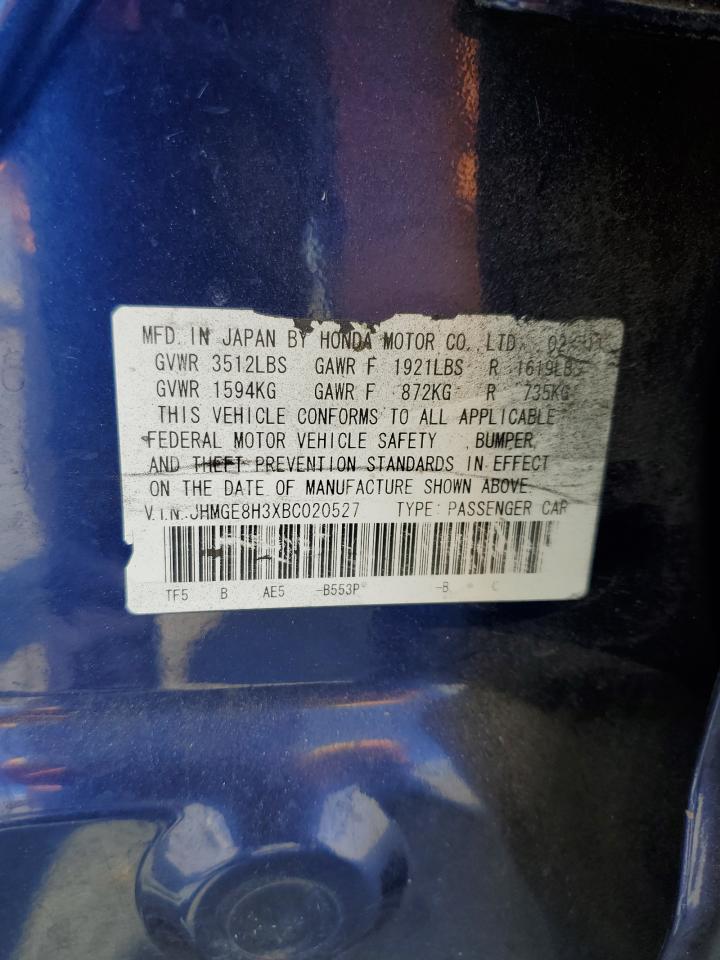 MFD. IN JAPAN BY HONDA MOTOR CO., LTD.
GVWR 3512LBS GAWR F 1921LBS R 1619LBS
GVWR 1594KG GAWR F 872KG R 735KG
THIS VEHICLE CONFORMS TO ALL APPLICABLE
FEDERAL MOTOR VEHICLE SAFETY , BUMPER,
AND THEFT PREVENTION STANDARDS IN EFFECT
ON THE DATE OF MANUFACTURE SHOWN ABOVE.
V.I.N.:JHMGE8H3XBC020527 TYPE: PASSENGER CAR
TF5 B AE5 -B553P -B C